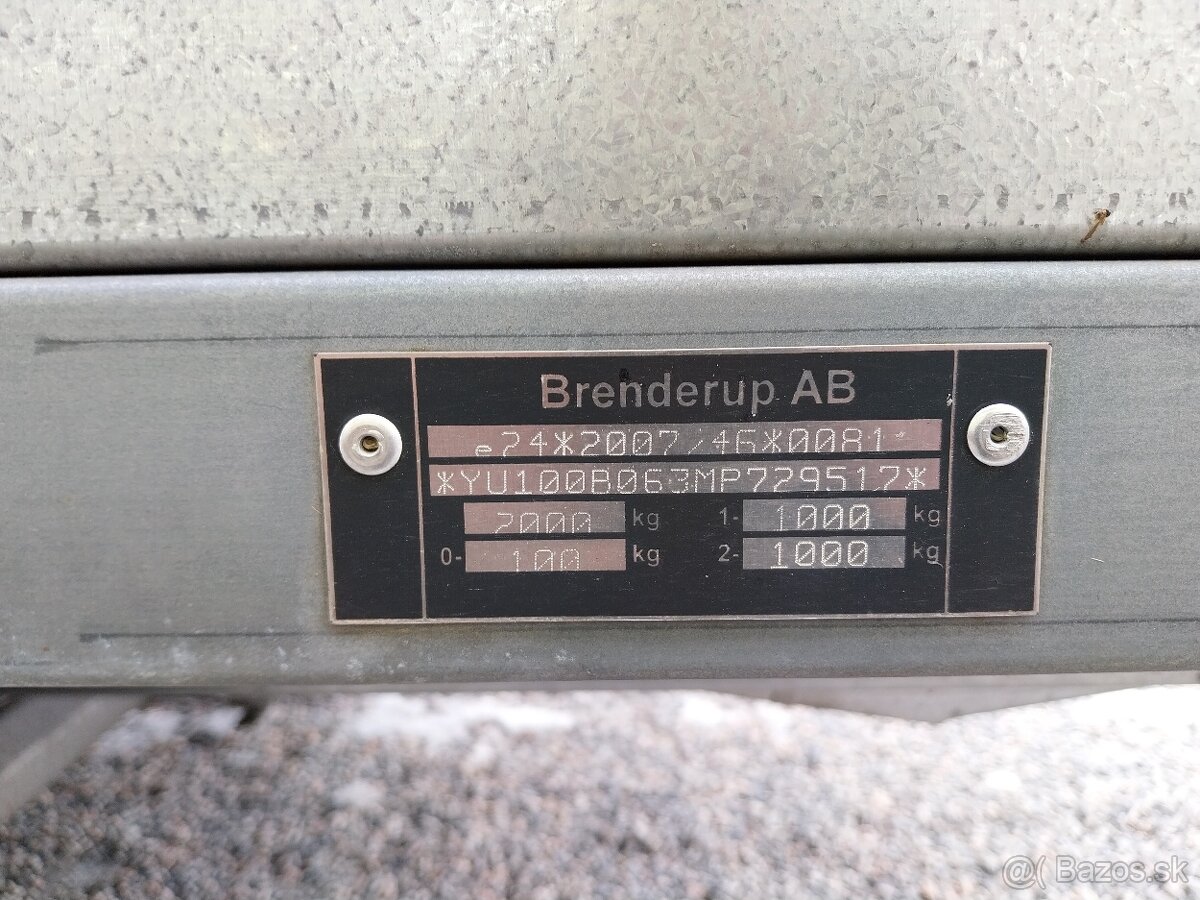 Brenderup AB
e24*2007/46*0081
*YU100B063MP729517*
2000 kg 1- 1000 kg
0- 100 kg 2- 1000 kg
@( Bazos.sk